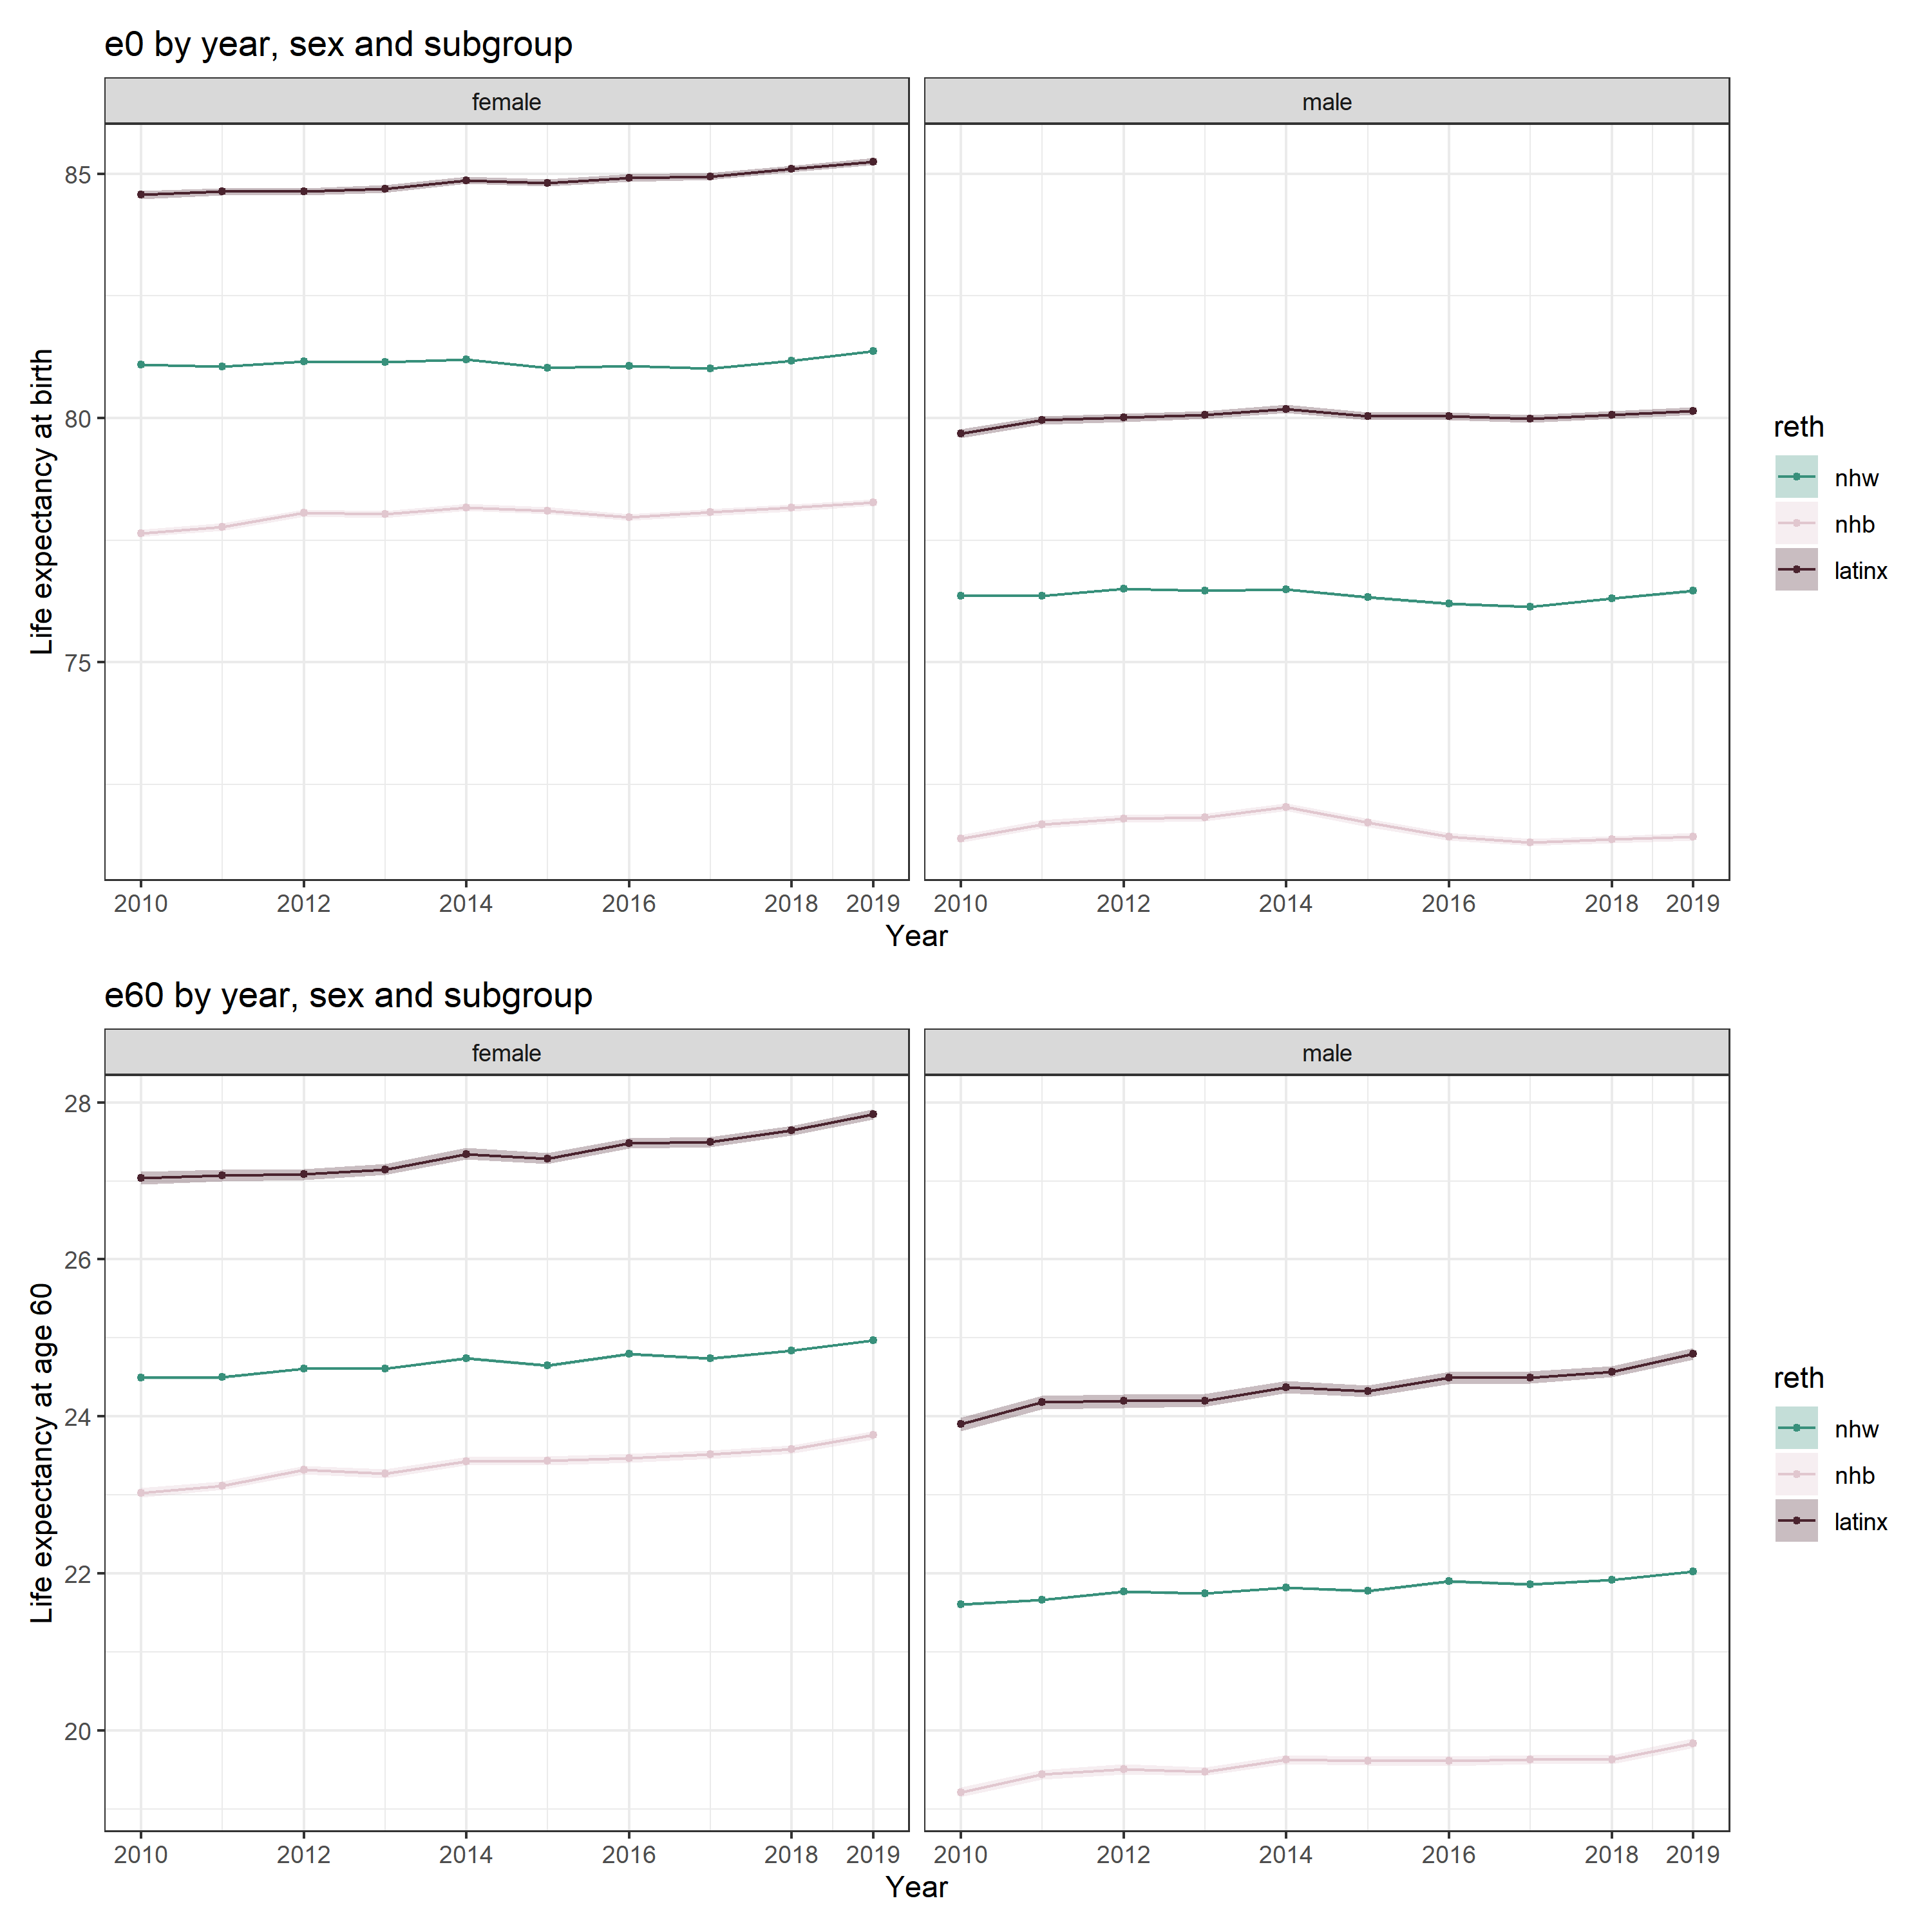 e0 by year, sex and subgroup
female
male
85
80
75
Life expectancy at birth
2010 2012 2014 2016 2018 2019
2010 2012 2014 2016 2018 2019
Year
reth
nhw
nhb
latinx
e60 by year, sex and subgroup
female
male
28
26
24
22
20
Life expectancy at age 60
2010 2012 2014 2016 2018 2019
2010 2012 2014 2016 2018 2019
Year
reth
nhw
nhb
latinx